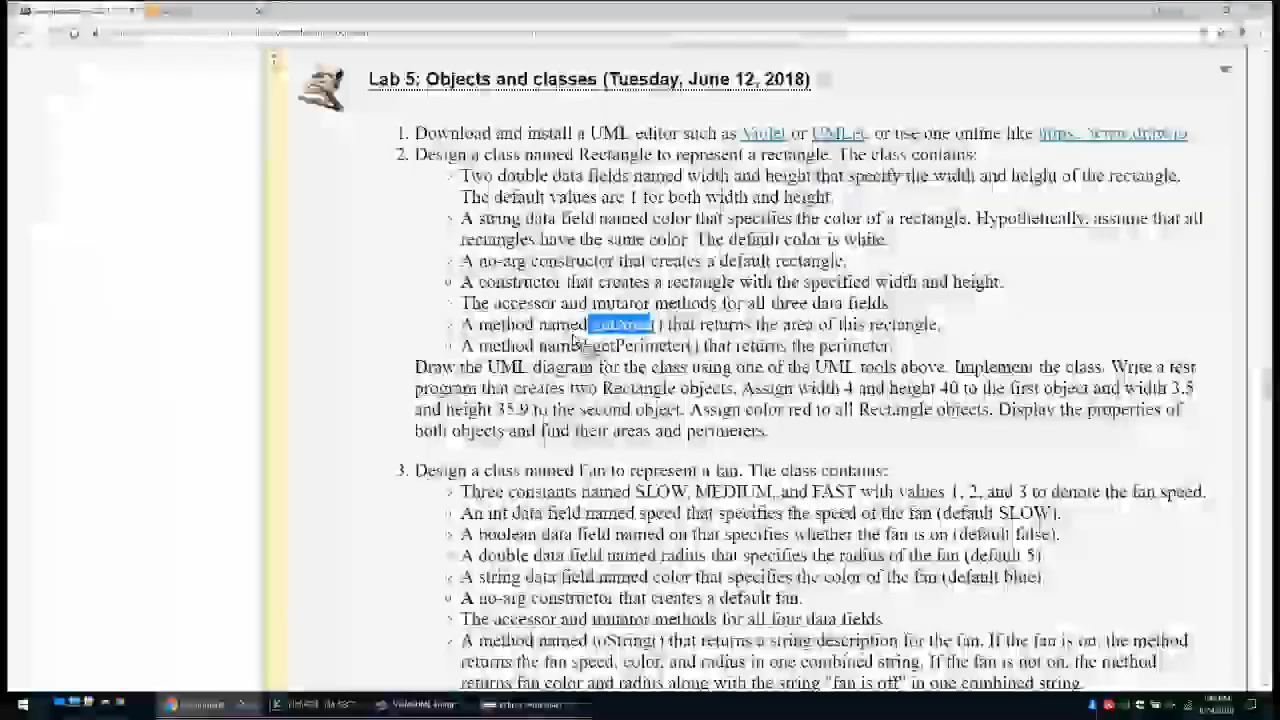 Lab 5: Objects and classes (Tuesday, June 12, 2018)
1. Download and install a UML editor such as Violet or UMLet, or use one online like
2. Design a class named Rectangle to represent a rectangle. The class contains:
Two double data fields named width and height that specify the width and height of the rectangle.
The default values are 1 for both width and height.
A string data field named color that specifies the color of a rectangle. Hypothetically, assume that all
rectangles have the same color. The default color is white.
A no-arg constructor that creates a default rectangle.
A constructor that creates a rectangle with the specified width and height.
The accessor and mutator methods for all three data fields
A method named getArea() that returns the area of this rectangle.
A method named getPerimeter() that returns the perimeter.
Draw the UML diagram for the class using one of the UML tools above. Implement the class. Write a test
program that creates two Rectangle objects. Assign width 4 and height 40 to the first object and width 3.5
and height 35.9 to the second object. Assign color red to all Rectangle objects. Display the properties of
both objects and find their areas and perimeters.
3. Design a class named Fan to represent a fan. The class contains:
Three constants named SLOW, MEDIUM, and FAST with values 1, 2, and 3 to denote the fan speed.
An int data field named speed that specifies the speed of the fan (default SLOW).
A boolean data field named on that specifies whether the fan is on (default false).
A double data field named radius that specifies the radius of the fan (default 5)
A string data field named color that specifies the color of the fan (default blue)
A no-arg constructor that creates a default fan.
The accessor and mutator methods for all four data fields
A method named toString() that returns a string description for the fan. If the fan is on, the method
returns the fan speed, color, and radius in one combined string. If the fan is not on, the method
returns fan color and radius along with the string "fan is off" in one combined string.